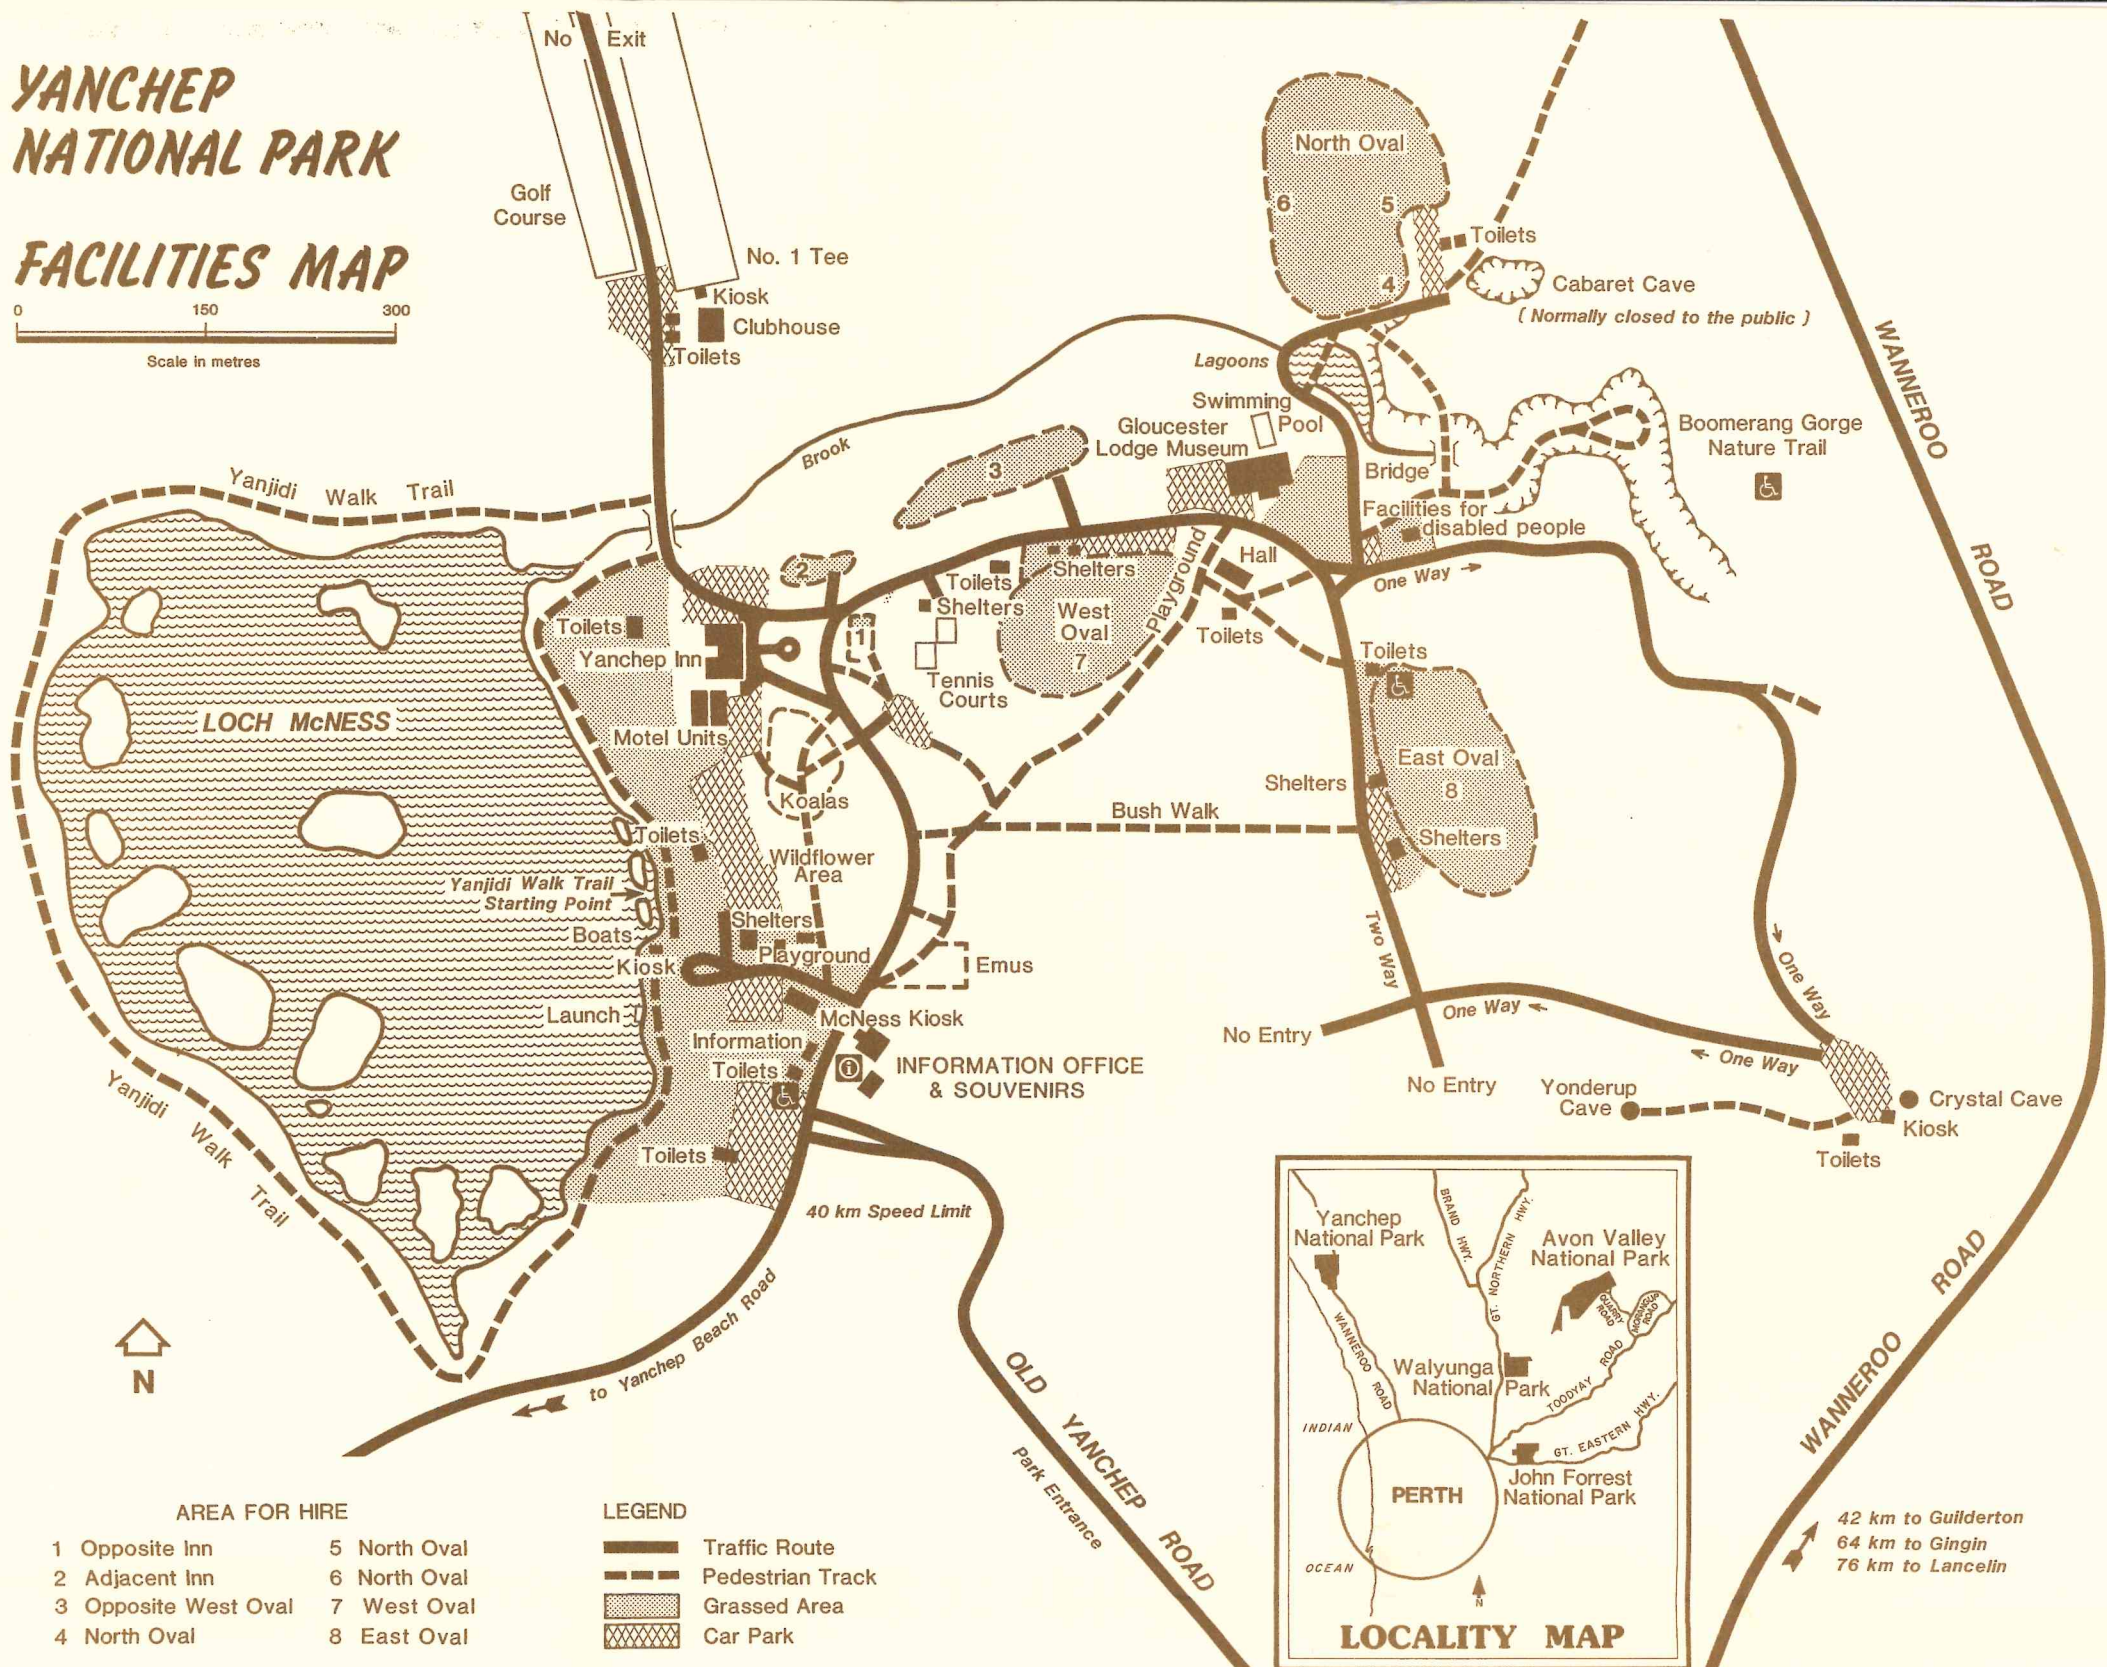 YANCHEP
NATIONAL PARK
FACILITIES MAP
0 150 300
Scale in metres
No Exit
Golf
Course
No. 1 Tee
Kiosk
Clubhouse
Toilets
North Oval
6
5
4
Toilets
Cabaret Cave
( Normally closed to the public )
Lagoons
Swimming
Pool
Gloucester
Lodge Museum
Bridge
Boomerang Gorge
Nature Trail
Facilities for
disabled people
WANNEROO
ROAD
Brook
3
Yanjidi Walk Trail
2
Toilets
Yanchep Inn
Motel Units
1
Toilets
Shelters
Tennis
Courts
Shelters
West
Oval
7
Playground
Hall
Toilets
One Way
Toilets
East Oval
8
Shelters
Shelters
LOCH McNESS
Koalas
Bush Walk
Toilets
Wildflower
Area
Yanjidi Walk Trail
Starting Point
Boats
Shelters
Playground
Kiosk
Emus
Launch
McNess Kiosk
Information
Toilets
INFORMATION OFFICE
& SOUVENIRS
Toilets
Two Way
One Way
One Way
One Way
No Entry
No Entry
Yonderup
Cave
Crystal Cave
Kiosk
Toilets
Yanjidi Walk Trail
40 km Speed Limit
to Yanchep Beach Road
N
OLD YANCHEP ROAD
Park Entrance
WANNEROO ROAD
42 km to Guilderton
64 km to Gingin
76 km to Lancelin
AREA FOR HIRE
1 Opposite Inn
2 Adjacent Inn
3 Opposite West Oval
4 North Oval
5 North Oval
6 North Oval
7 West Oval
8 East Oval
LEGEND
Traffic Route
Pedestrian Track
Grassed Area
Car Park
Yanchep
National Park
BRAND HWY.
GT. NORTHERN HWY.
Avon Valley
National Park
QUARRY
ROAD
MORANGUP
ROAD
WANNEROO ROAD
Walyunga
National Park
TOODYAY ROAD
GT. EASTERN HWY.
INDIAN
OCEAN
PERTH
John Forrest
National Park
N
LOCALITY MAP